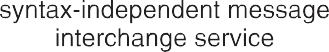 syntax-independent message
interchange service